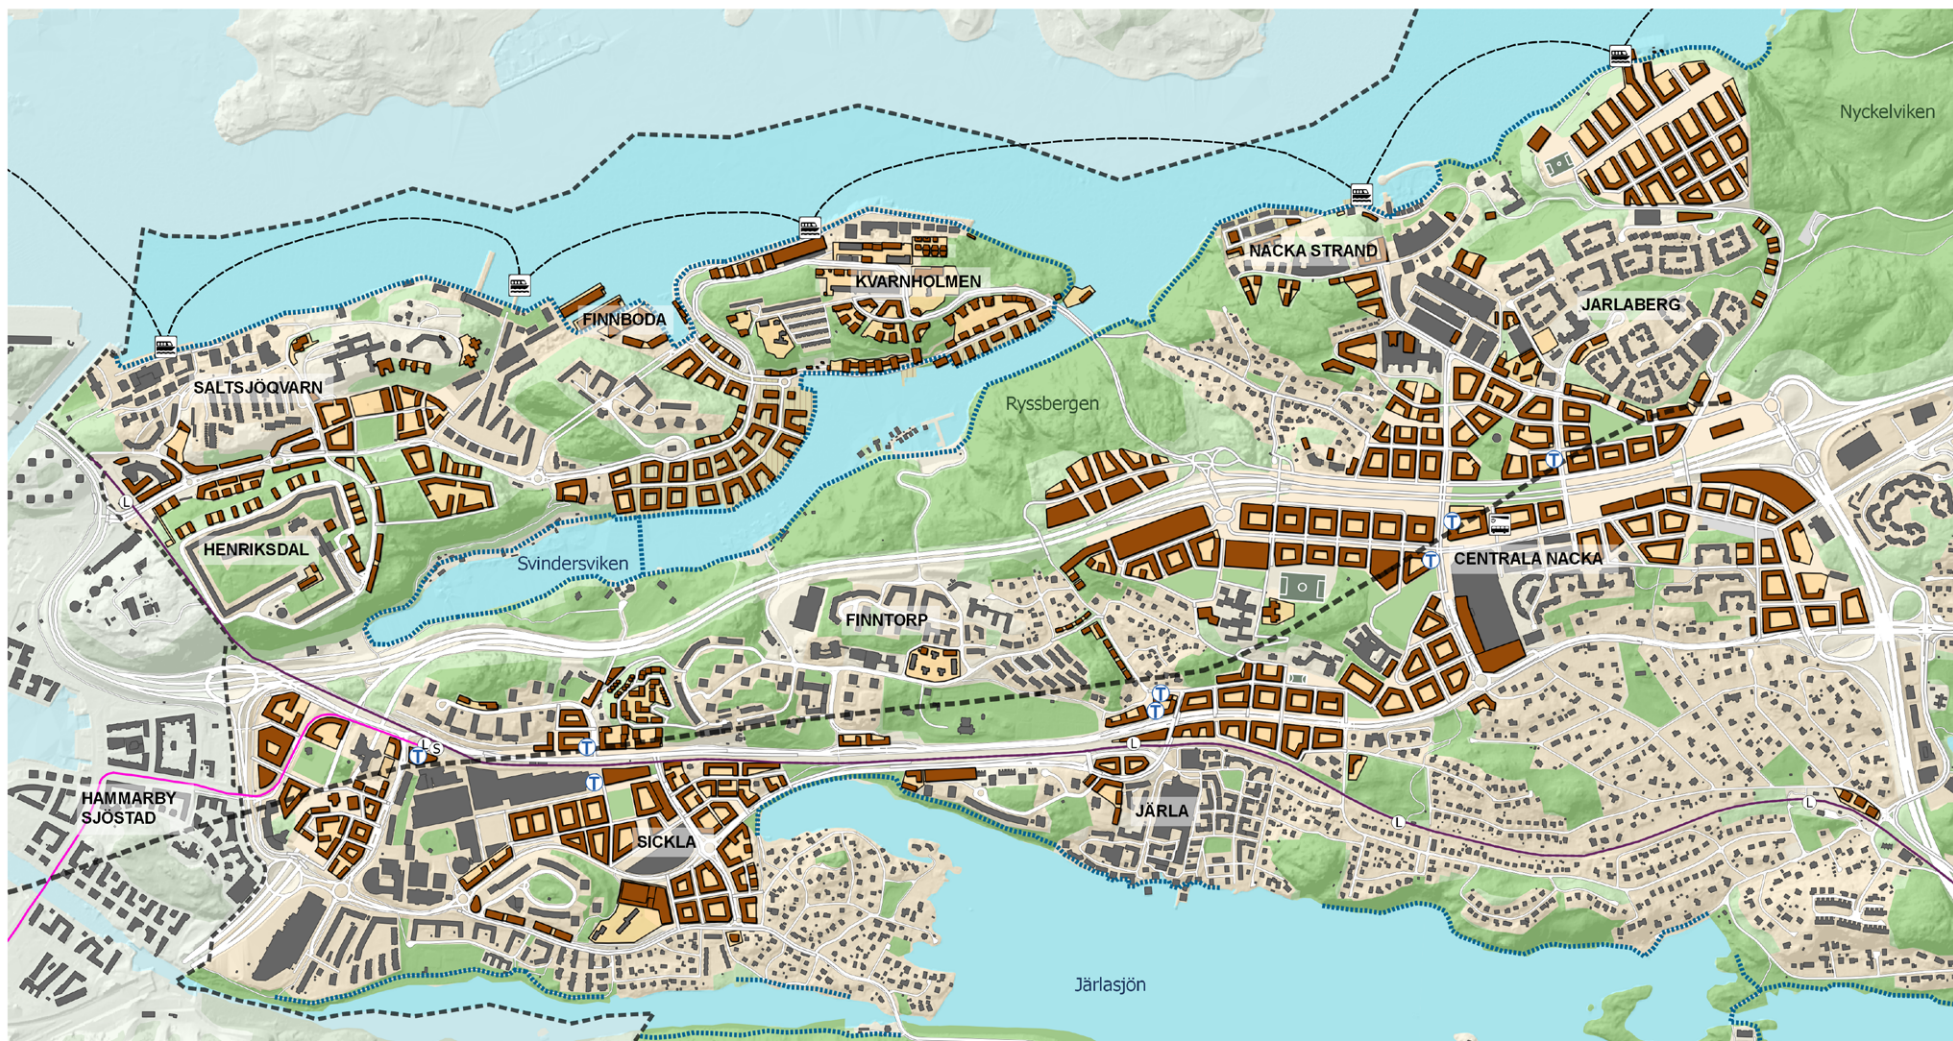 Nyckelviken
NACKA STRAND
KVARNHOLMEN
JARLABERG
FINNBODA
SALTSJÖQVARN
Ryssbergen
T
L
T
HENRIKSDAL
T
CENTRALA NACKA
Svindersviken
FINNTORP
T
T
L
S
T
T
L
T
HAMMARBY
SJÖSTAD
JÄRLA
L
L
SICKLA
Järlasjön